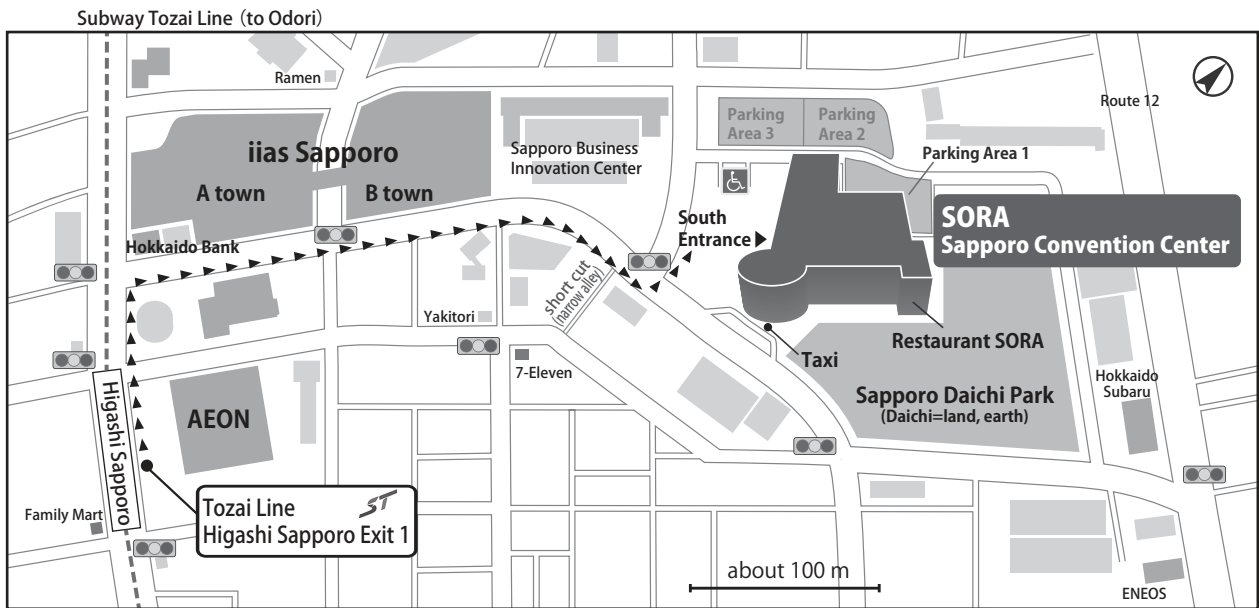 Subway Tozai Line (to Odori)
Ramen
iias Sapporo
A town
B town
Sapporo Business
Innovation Center
Parking
Area 3
Parking
Area 2
Route 12
Parking Area 1
SORA
Sapporo Convention Center
South
Entrance
Hokkaido Bank
short cut
(narrow alley)
Yakitori
7-Eleven
Taxi
Restaurant SORA
Sapporo Daichi Park
(Daichi=land, earth)
Hokkaido
Subaru
AEON
Higashi Sapporo
Tozai Line ST
Higashi Sapporo Exit 1
Family Mart
about 100 m
ENEOS